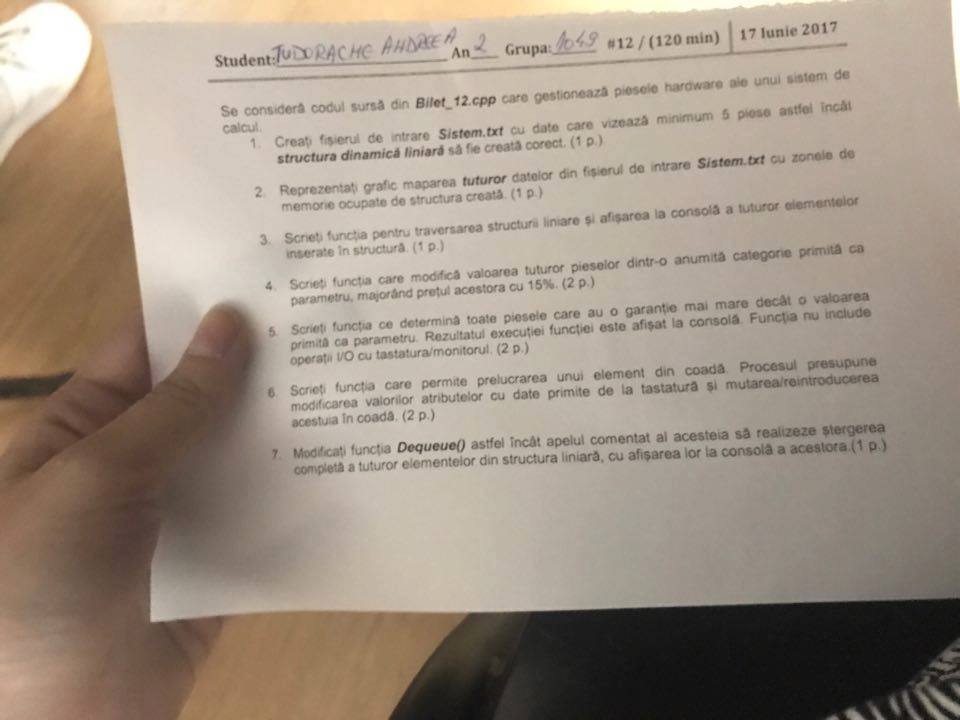 Student: TUDORACHE ANDREEA An 2 Grupa: 1049 #12 / (120 min) 17 Iunie 2017
Se consideră codul sursă din Bilet_12.cpp care gestionează piesele hardware ale unui sistem de
calcul.
1. Creați fișierul de intrare Sistem.txt cu date care vizează minimum 5 piese astfel încât
structura dinamică liniară să fie creată corect. (1 p.)
2. Reprezentați grafic maparea tuturor datelor din fișierul de intrare Sistem.txt cu zonele de
memorie ocupate de structura creată. (1 p.)
3. Scrieți funcția pentru traversarea structurii liniare și afișarea la consolă a tuturor elementelor
inserate în structură. (1 p.)
4. Scrieți funcția care modifică valoarea tuturor pieselor dintr-o anumită categorie primită ca
parametru, majorând prețul acestora cu 15%. (2 p.)
5. Scrieți funcția ce determină toate piesele care au o garanție mai mare decât o valoarea
primită ca parametru. Rezultatul execuției funcției este afișat la consolă. Funcția nu include
operații I/O cu tastatura/monitorul. (2 p.)
6. Scrieți funcția care permite prelucrarea unui element din coadă. Procesul presupune
modificarea valorilor atributelor cu date primite de la tastatură și mutarea/reintroducerea
acestuia în coadă. (2 p.)
7. Modificați funcția Dequeue() astfel încât apelul comentat al acesteia să realizeze ștergerea
completă a tuturor elementelor din structura liniară, cu afișarea lor la consolă a acestora.(1 p.)